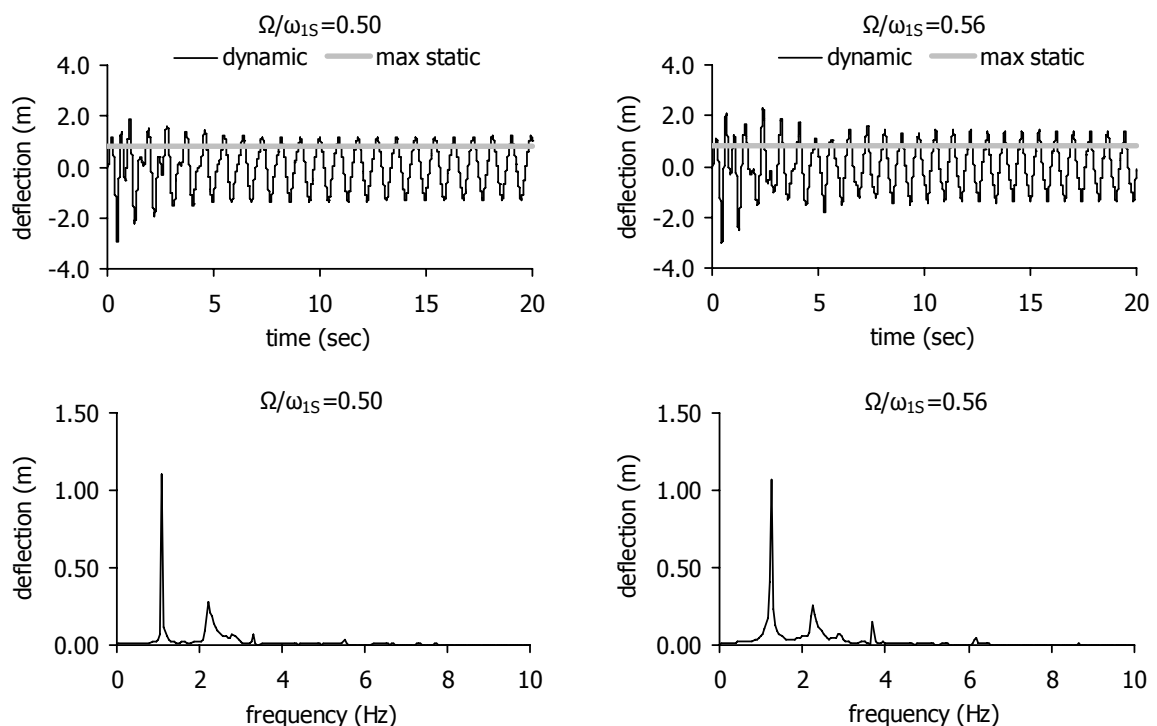 Ω/ω1S=0.50
dynamic max static
4.0
2.0
0.0
-2.0
-4.0
deflection (m)
0 5 10 15 20
time (sec)
Ω/ω1S=0.56
dynamic max static
4.0
2.0
0.0
-2.0
-4.0
deflection (m)
0 5 10 15 20
time (sec)
Ω/ω1S=0.50
1.50
1.00
0.50
0.00
deflection (m)
0 2 4 6 8 10
frequency (Hz)
Ω/ω1S=0.56
1.50
1.00
0.50
0.00
deflection (m)
0 2 4 6 8 10
frequency (Hz)